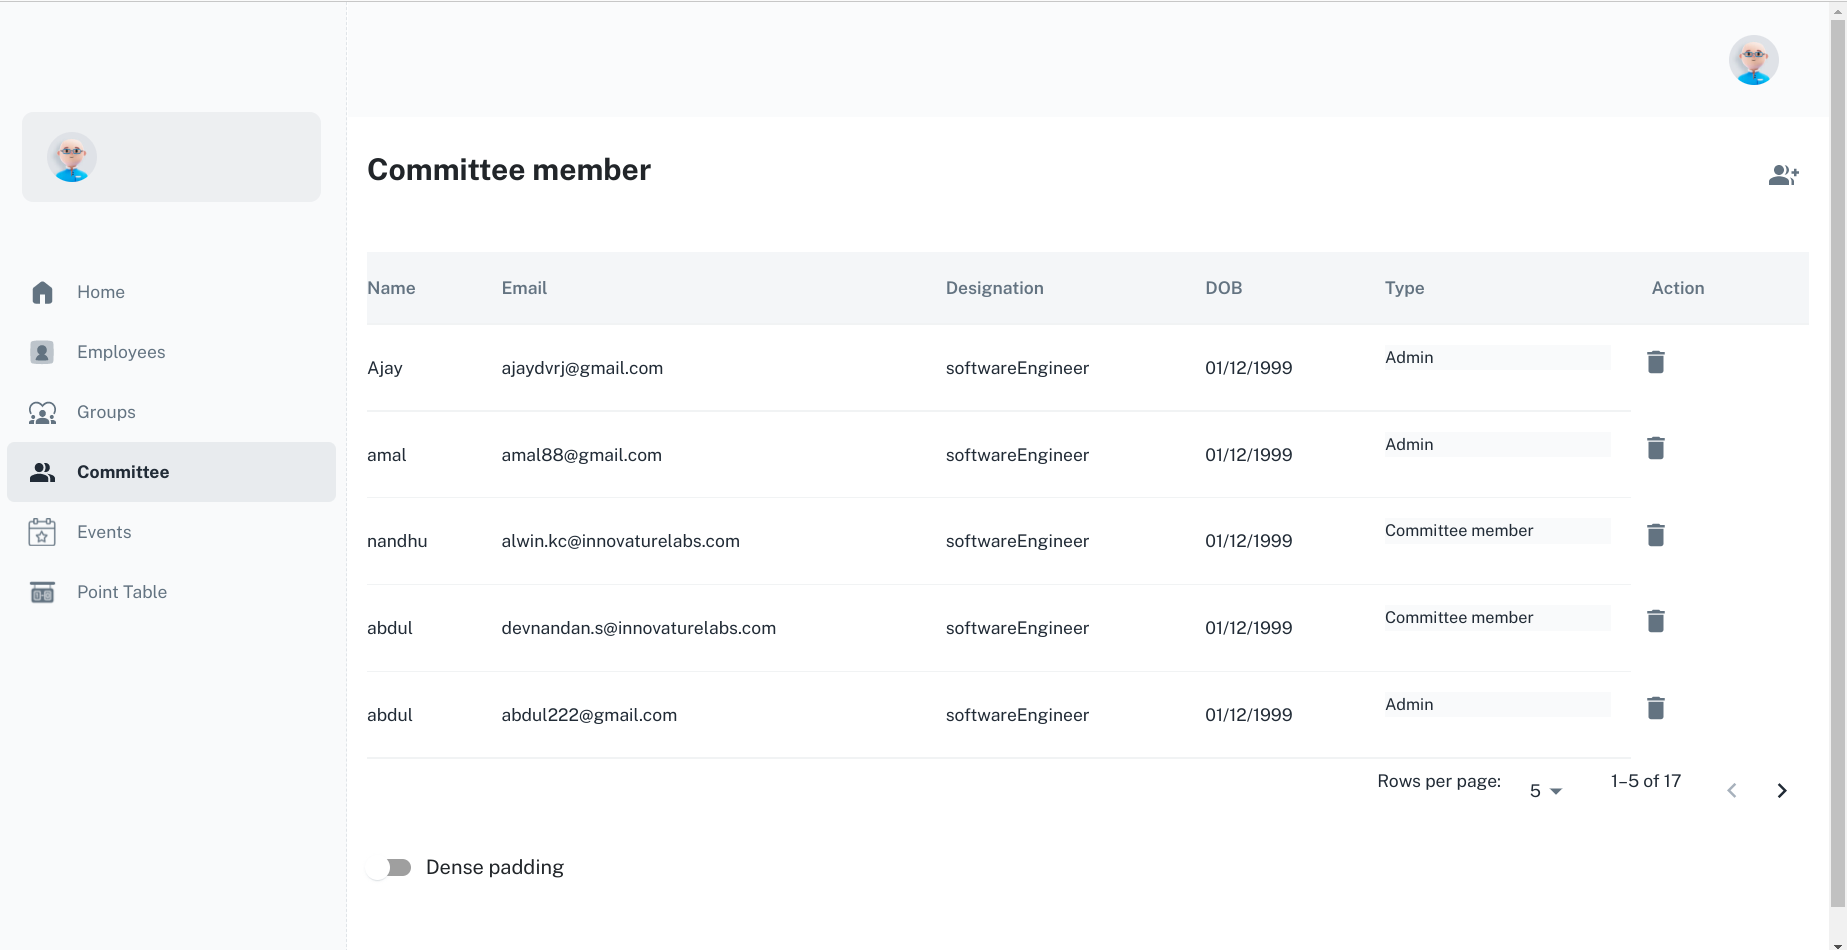 Committee member
Home
Employees
Groups
Committee
Events
Point Table
Name Email Designation DOB Type Action
Ajay ajaydvrj@gmail.com softwareEngineer 01/12/1999 Admin
amal amal88@gmail.com softwareEngineer 01/12/1999 Admin
nandhu alwin.kc@innovaturelabs.com softwareEngineer 01/12/1999 Committee member
abdul devnandan.s@innovaturelabs.com softwareEngineer 01/12/1999 Committee member
abdul abdul222@gmail.com softwareEngineer 01/12/1999 Admin
Rows per page: 5 1–5 of 17
Dense padding